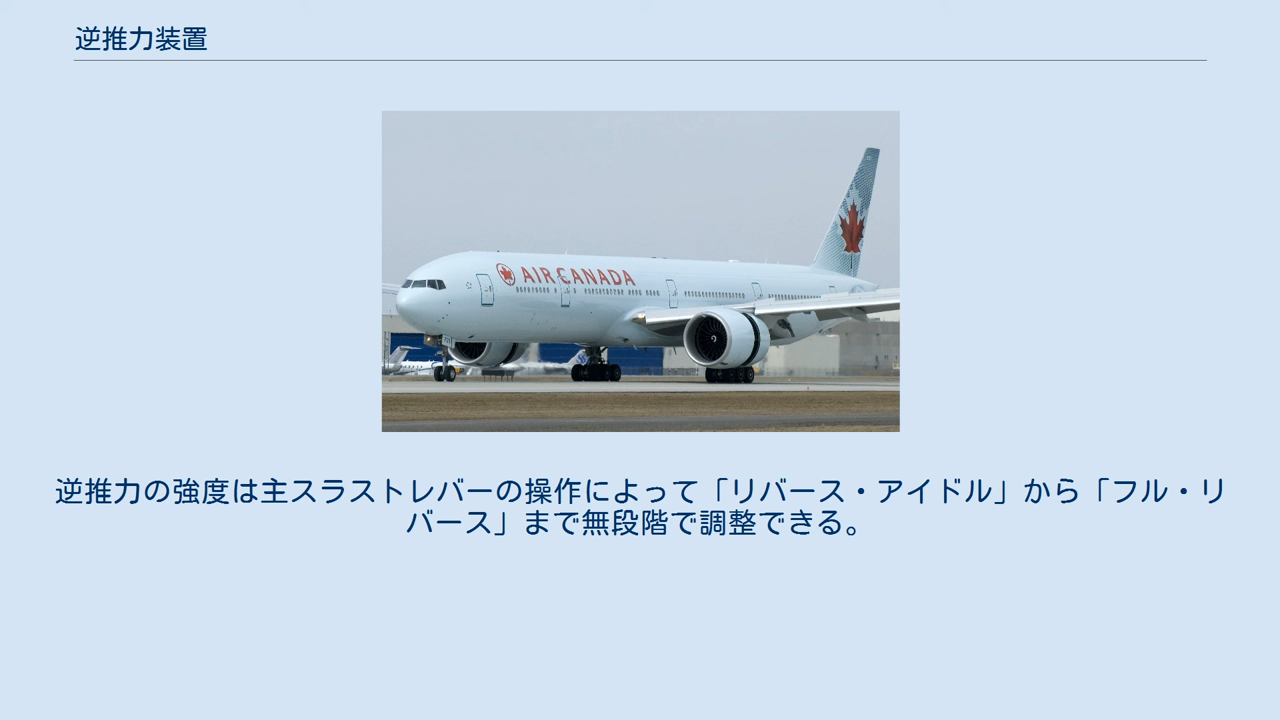 逆推力装置
AIR CANADA
逆推力の強度は主スラストレバーの操作によって「リバース・アイドル」から「フル・リ
バース」まで無段階で調整できる。